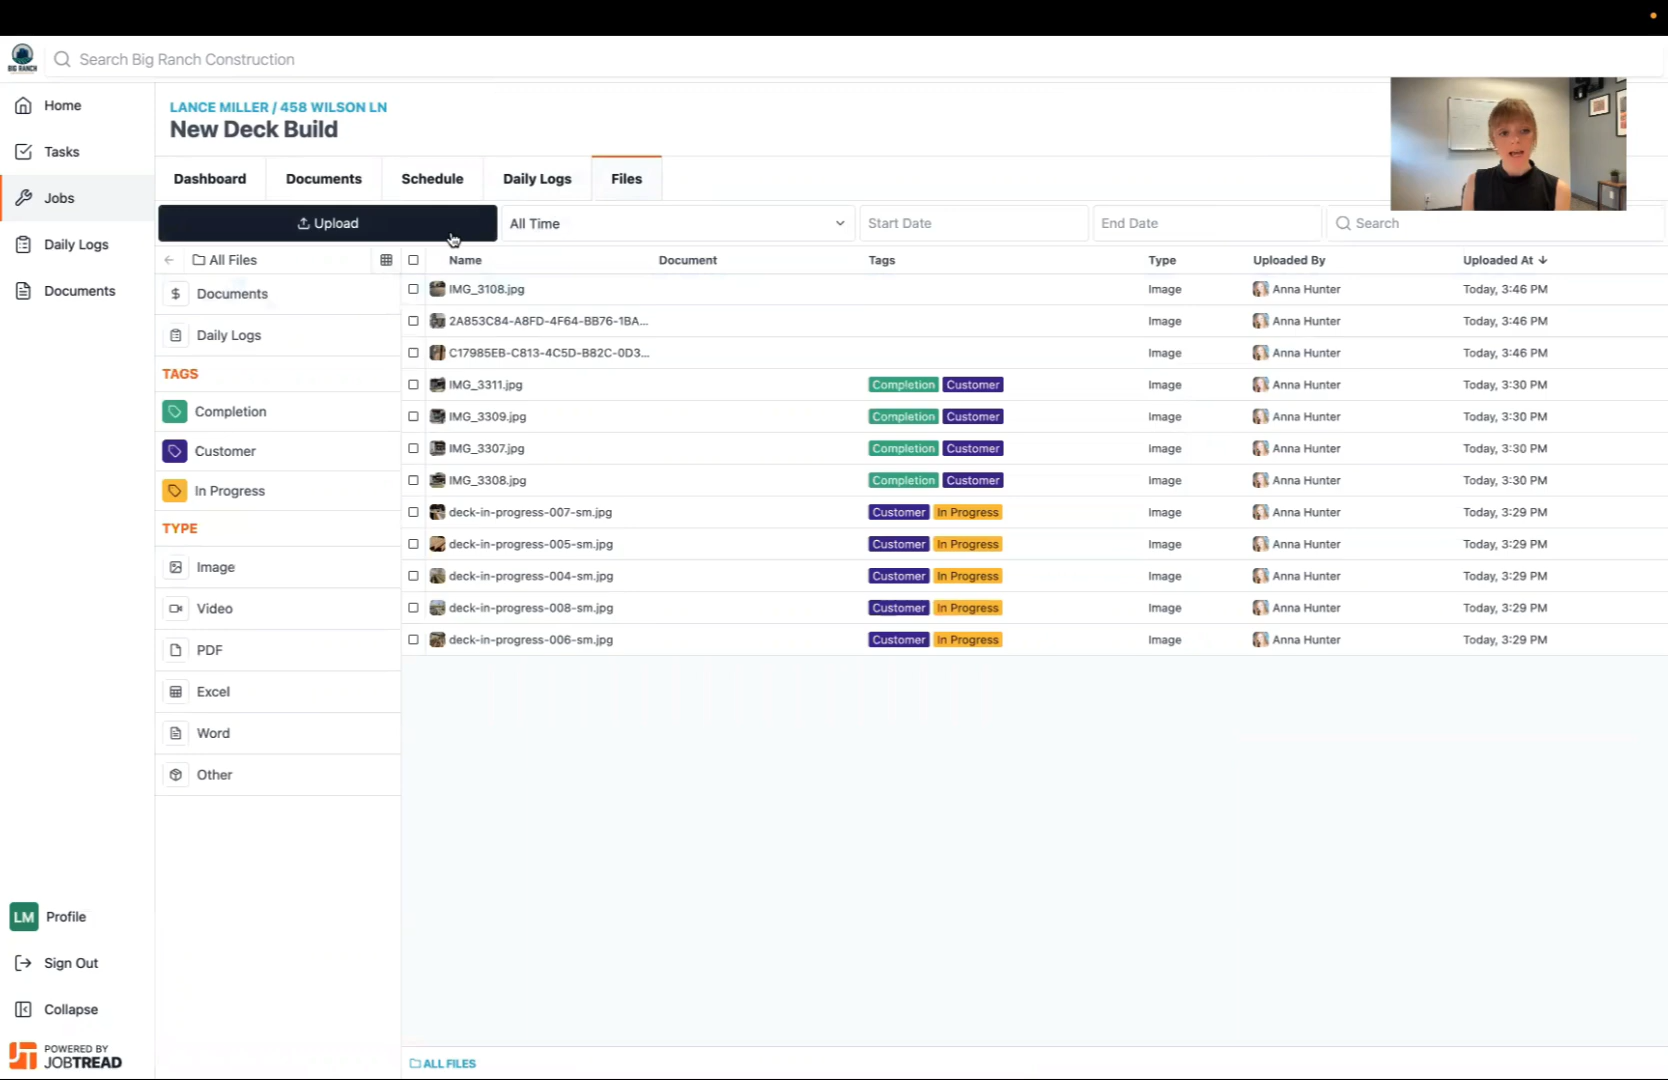 BIG RANCH
Search Big Ranch Construction
Home
Tasks
Jobs
Daily Logs
Documents
LANCE MILLER / 458 WILSON LN
New Deck Build
Dashboard Documents Schedule Daily Logs Files
Upload All Time Start Date End Date Search
All Files
Documents
Daily Logs
TAGS
Completion
Customer
In Progress
TYPE
Image
Video
PDF
Excel
Word
Other
Name Document Tags Type Uploaded By Uploaded At
IMG_3108.jpg Image Anna Hunter Today, 3:46 PM
2A853C84-A8FD-4F64-BB76-1BA... Image Anna Hunter Today, 3:46 PM
C17985EB-C813-4C5D-B82C-0D3... Image Anna Hunter Today, 3:46 PM
IMG_3311.jpg Completion Customer Image Anna Hunter Today, 3:30 PM
IMG_3309.jpg Completion Customer Image Anna Hunter Today, 3:30 PM
IMG_3307.jpg Completion Customer Image Anna Hunter Today, 3:30 PM
IMG_3308.jpg Completion Customer Image Anna Hunter Today, 3:30 PM
deck-in-progress-007-sm.jpg Customer In Progress Image Anna Hunter Today, 3:29 PM
deck-in-progress-005-sm.jpg Customer In Progress Image Anna Hunter Today, 3:29 PM
deck-in-progress-004-sm.jpg Customer In Progress Image Anna Hunter Today, 3:29 PM
deck-in-progress-008-sm.jpg Customer In Progress Image Anna Hunter Today, 3:29 PM
deck-in-progress-006-sm.jpg Customer In Progress Image Anna Hunter Today, 3:29 PM
LM Profile
Sign Out
Collapse
POWERED BY
JOBTREAD
ALL FILES